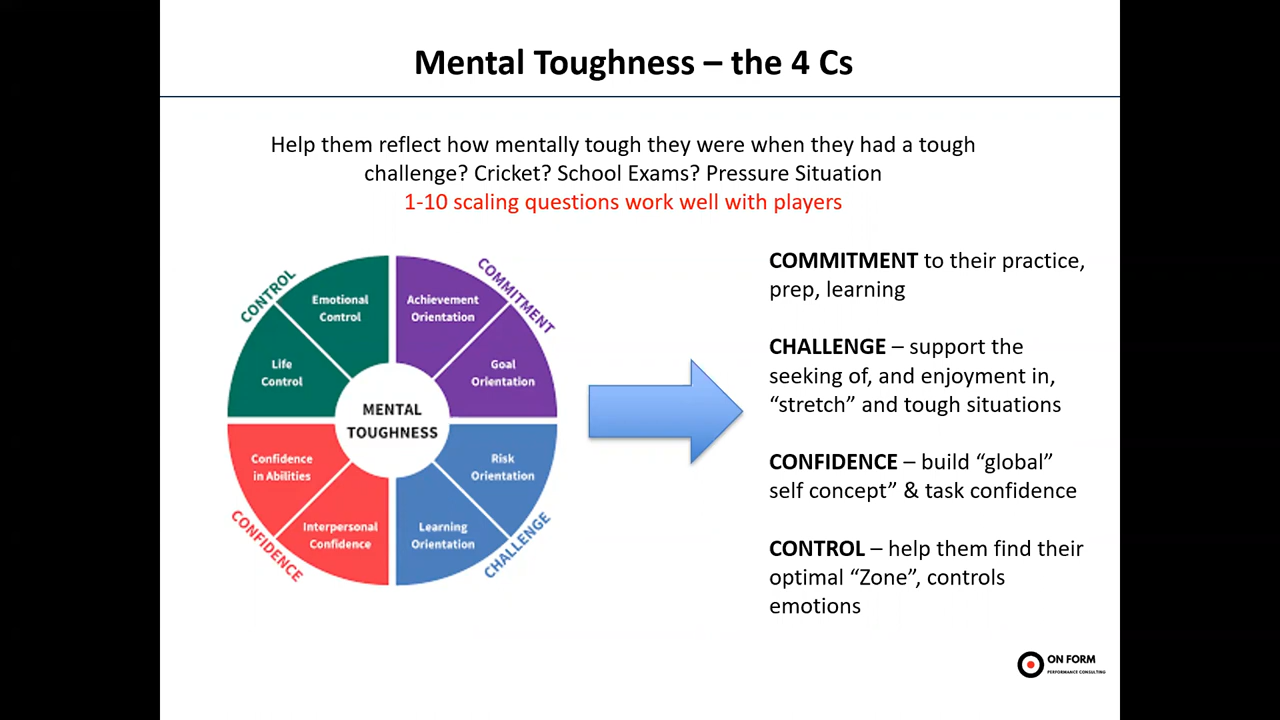 Mental Toughness – the 4 Cs
Help them reflect how mentally tough they were when they had a tough
challenge? Cricket? School Exams? Pressure Situation
1-10 scaling questions work well with players
CONTROL
Emotional
Control
Life
Control
COMMITMENT
Achievement
Orientation
Goal
Orientation
MENTAL
TOUGHNESS
CONFIDENCE
Confidence
in Abilities
Interpersonal
Confidence
CHALLENGE
Risk
Orientation
Learning
Orientation
COMMITMENT to their practice,
prep, learning
CHALLENGE – support the
seeking of, and enjoyment in,
“stretch” and tough situations
CONFIDENCE – build “global”
self concept” & task confidence
CONTROL – help them find their
optimal “Zone”, controls
emotions
ON FORM
PERFORMANCE CONSULTING